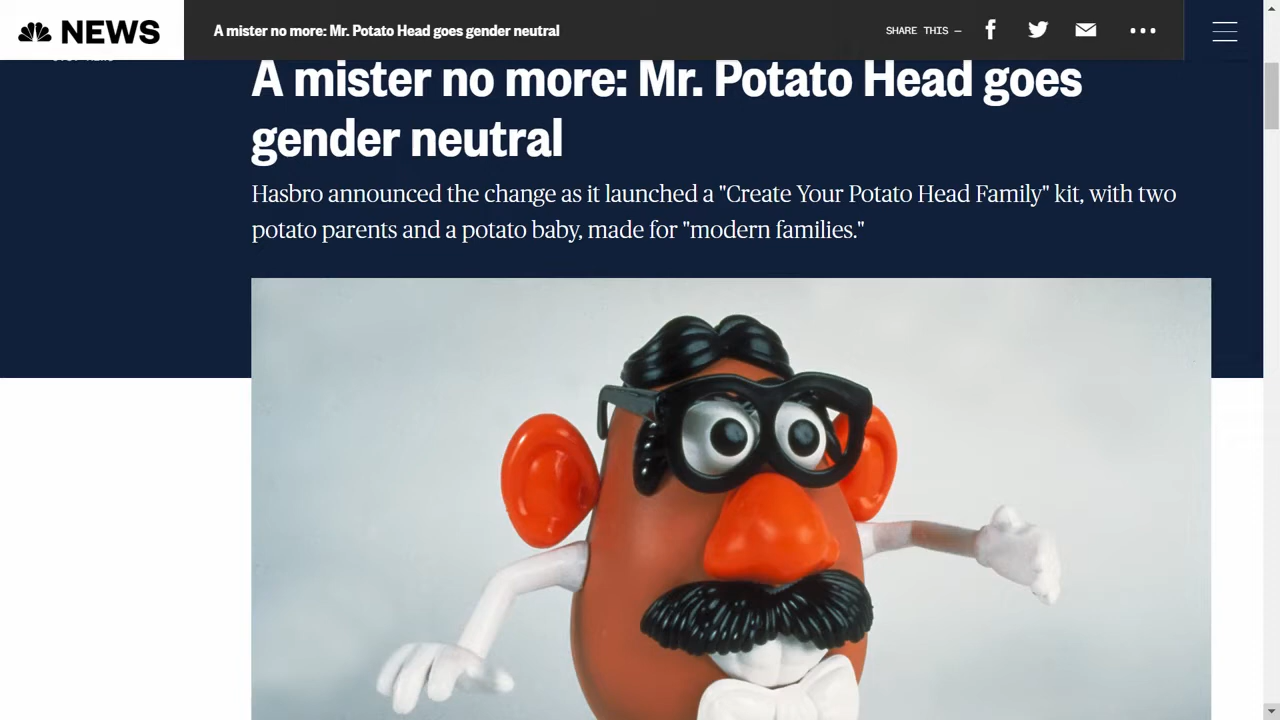 NEWS
A mister no more: Mr. Potato Head goes gender neutral
SHARE THIS —
A mister no more: Mr. Potato Head goes
gender neutral
Hasbro announced the change as it launched a "Create Your Potato Head Family" kit, with two
potato parents and a potato baby, made for "modern families."